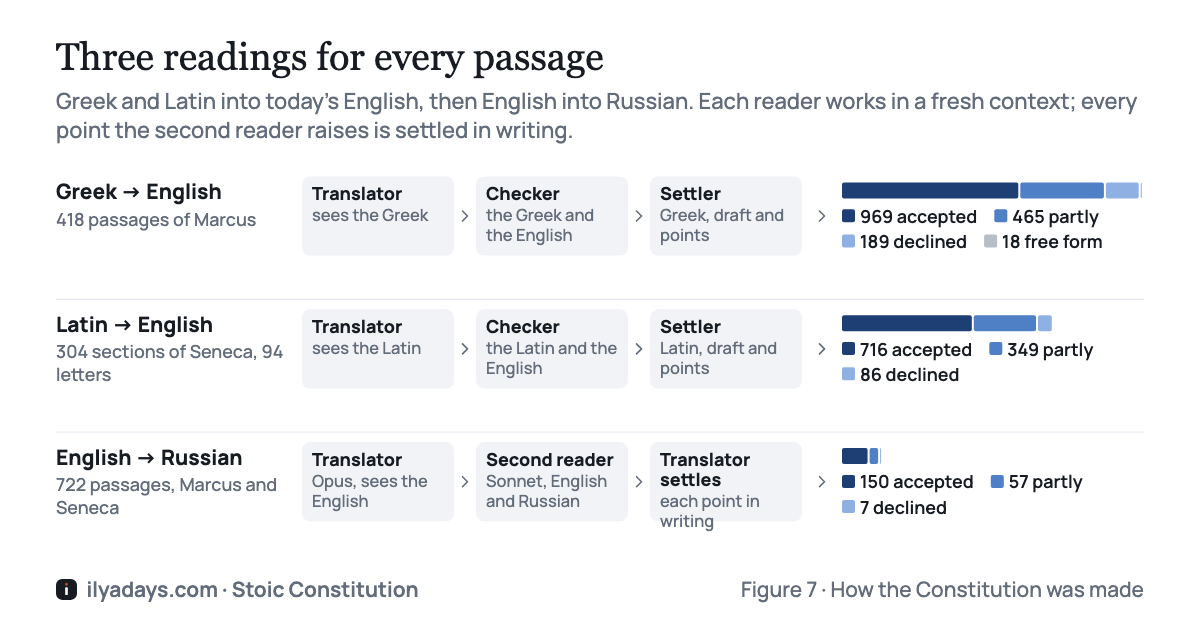 Three readings for every passage
Greek and Latin into today's English, then English into Russian. Each reader works in a fresh context; every
point the second reader raises is settled in writing.
Greek → English
418 passages of Marcus
Translator
sees the Greek
Checker
the Greek and
the English
Settler
Greek, draft and
points
969 accepted 465 partly
189 declined 18 free form
Latin → English
304 sections of Seneca, 94
letters
Translator
sees the Latin
Checker
the Latin and the
English
Settler
Latin, draft and
points
716 accepted 349 partly
86 declined
English → Russian
722 passages, Marcus and
Seneca
Translator
Opus, sees the
English
Second reader
Sonnet, English
and Russian
Translator
settles
each point in
writing
150 accepted 57 partly
7 declined
i ilyadays.com · Stoic Constitution
Figure 7 · How the Constitution was made